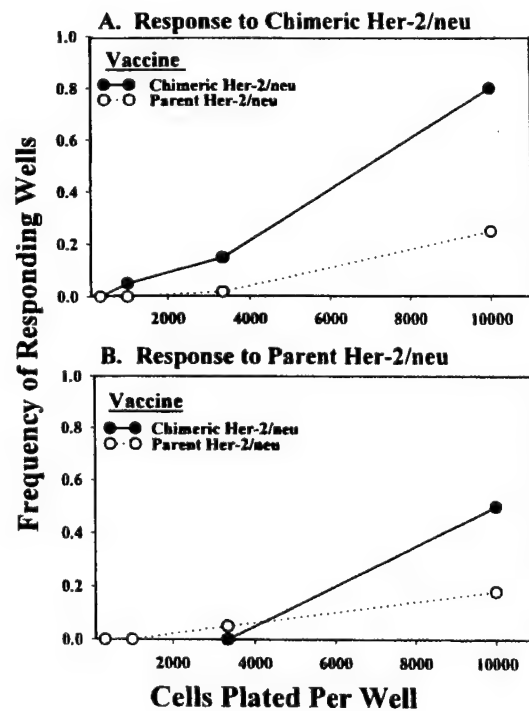 A. Response to Chimeric Her-2/neu
1.0
0.8
0.6
0.4
0.2
0.0
Vaccine
Chimeric Her-2/neu
Parent Her-2/neu
2000 4000 6000 8000 10000
B. Response to Parent Her-2/neu
1.0
0.8
0.6
0.4
0.2
0.0
Vaccine
Chimeric Her-2/neu
Parent Her-2/neu
2000 4000 6000 8000 10000
Frequency of Responding Wells
Cells Plated Per Well